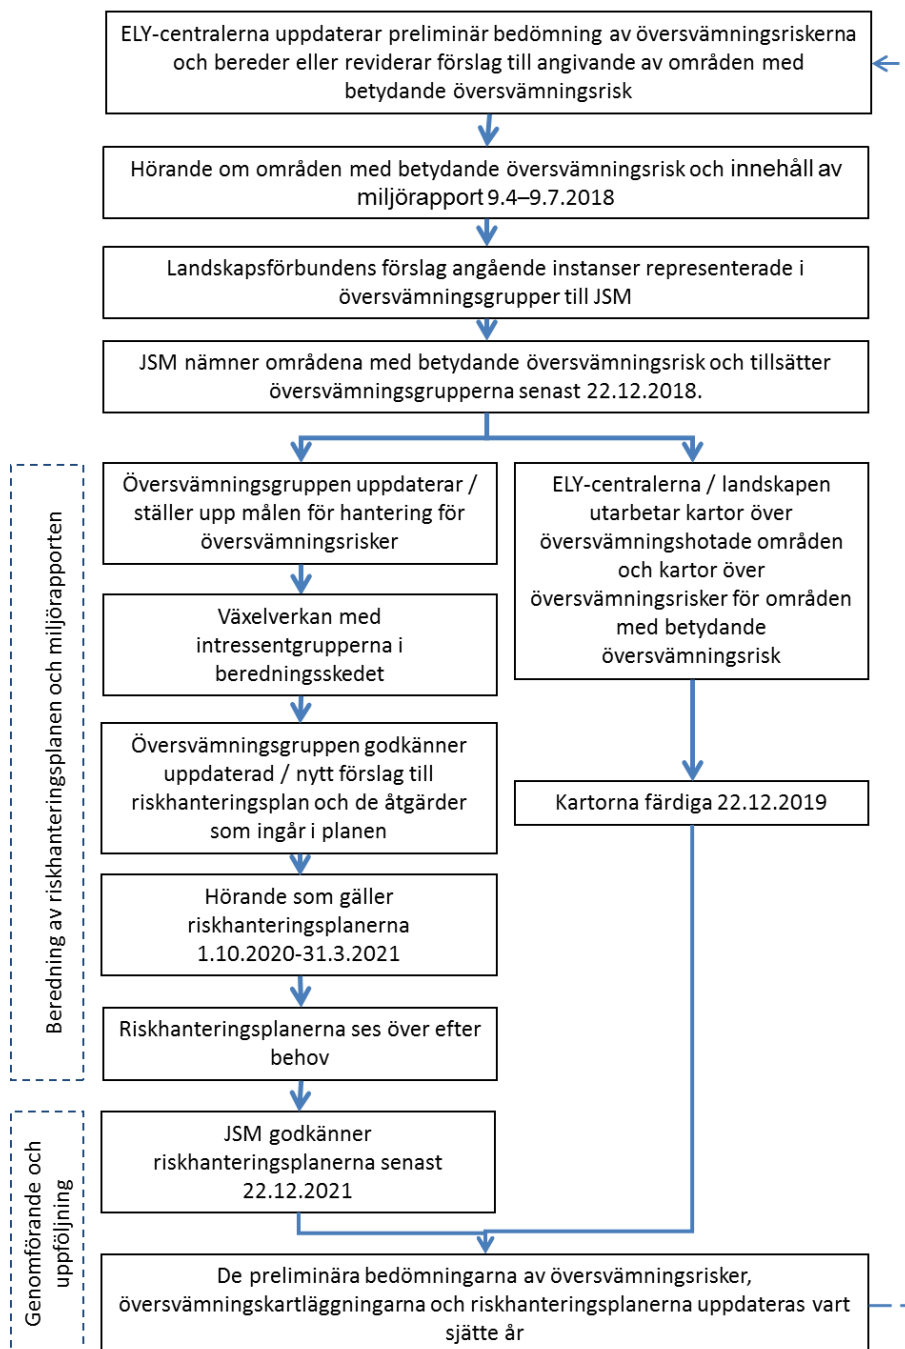 ELY-centralerna uppdaterar preliminär bedömning av översvämningsriskerna
och bereder eller reviderar förslag till angivande av områden med
betydande översvämningsrisk
Hörande om områden med betydande översvämningsrisk och innehåll av
miljörapport 9.4–9.7.2018
Landskapsförbundens förslag angående instanser representerade i
översvämningsgrupper till JSM
JSM nämner områdena med betydande översvämningsrisk och tillsätter
översvämningsgrupperna senast 22.12.2018.
Beredning av riskhanteringsplanen och miljörapporten
Översvämningsgruppen uppdaterar /
ställer upp målen för hantering för
översvämningsrisker
Växelverkan med
intressentgrupperna i
beredningsskedet
Översvämningsgruppen godkänner
uppdaterad / nytt förslag till
riskhanteringsplan och de åtgärder
som ingår i planen
Hörande som gäller
riskhanteringsplanerna
1.10.2020-31.3.2021
Riskhanteringsplanerna ses över efter
behov
ELY-centralerna / landskapen
utarbetar kartor över
översvämningshotade områden
och kartor över
översvämningsrisker för områden
med betydande
översvämningsrisk
Kartorna färdiga 22.12.2019
Genomförande och
uppföljning
JSM godkänner
riskhanteringsplanerna senast
22.12.2021
De preliminära bedömningarna av översvämningsrisker,
översvämningskartläggningarna och riskhanteringsplanerna uppdateras vart
sjätte år